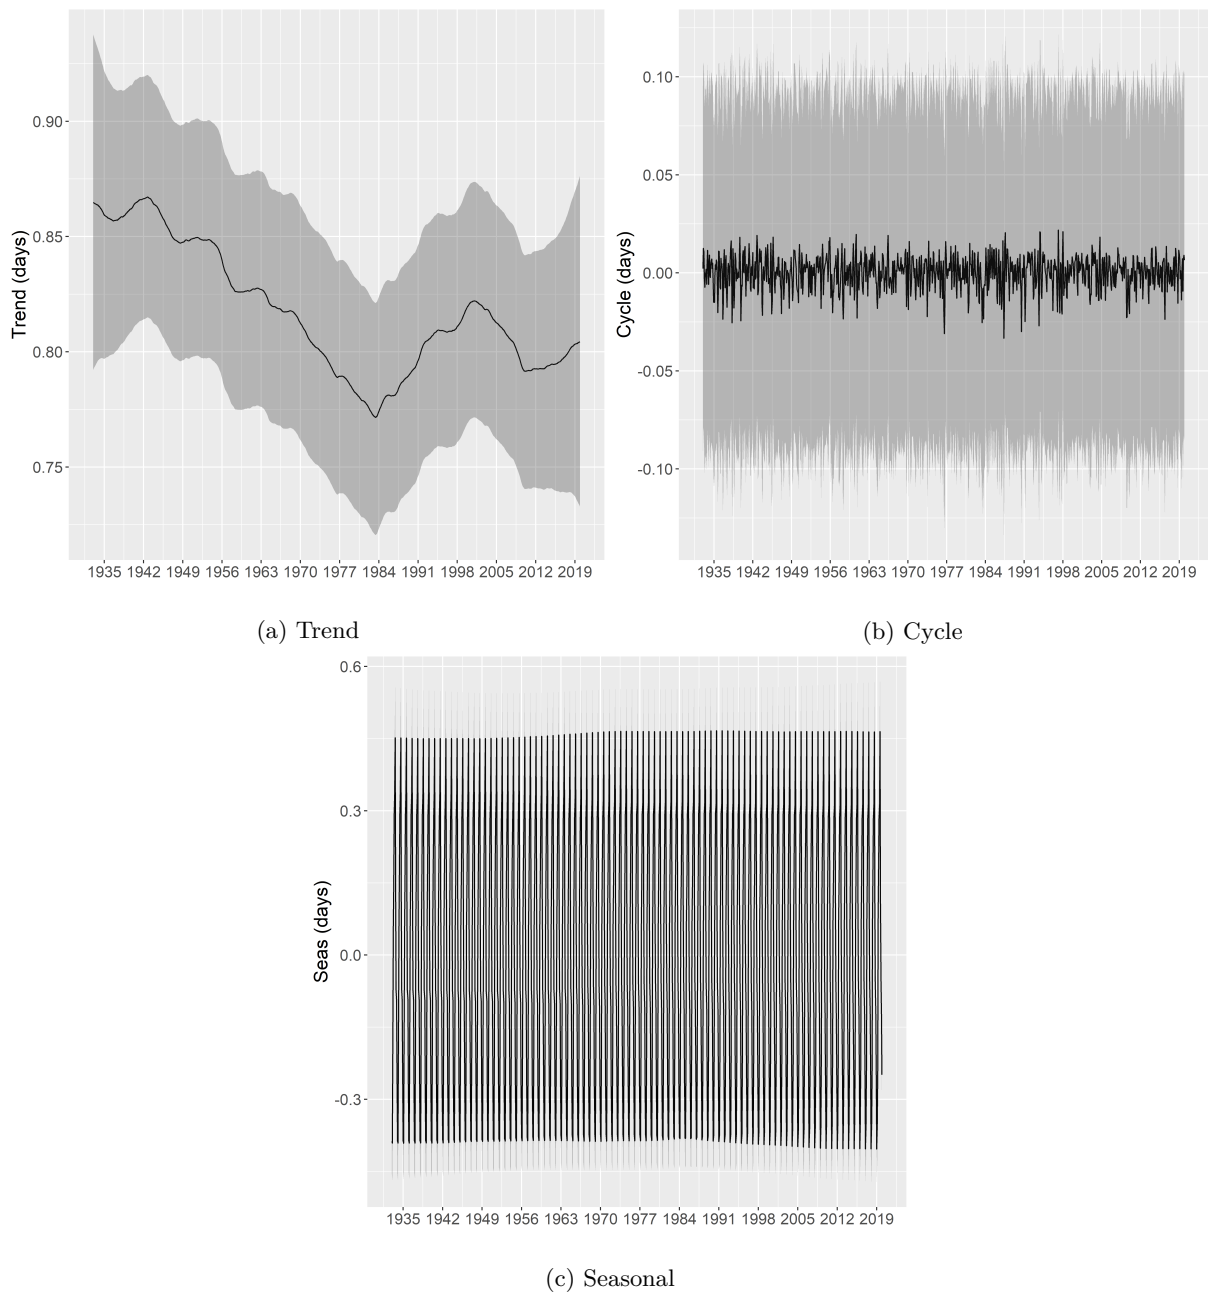 Trend (days)
0.90
0.85
0.80
0.75
1935 1942 1949 1956 1963 1970 1977 1984 1991 1998 2005 2012 2019
(a) Trend
Cycle (days)
0.10
0.05
0.00
-0.05
-0.10
1935 1942 1949 1956 1963 1970 1977 1984 1991 1998 2005 2012 2019
(b) Cycle
Seas (days)
0.6
0.3
0.0
-0.3
1935 1942 1949 1956 1963 1970 1977 1984 1991 1998 2005 2012 2019
(c) Seasonal